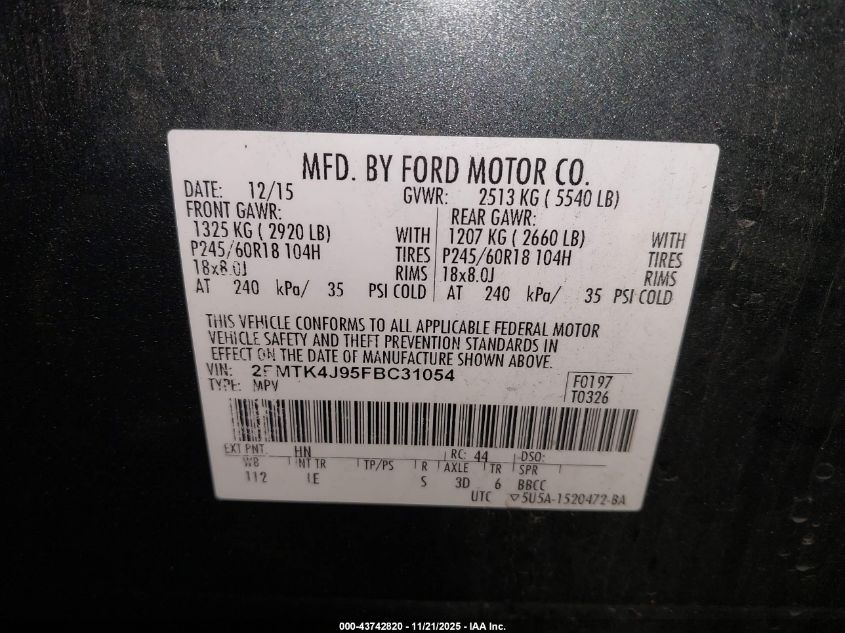 MFD. BY FORD MOTOR CO.
DATE: 12/15 GVWR: 2513 KG ( 5540 LB)
FRONT GAWR: REAR GAWR:
1325 KG ( 2920 LB) WITH 1207 KG ( 2660 LB) WITH
P245/60R18 104H TIRES P245/60R18 104H TIRES
18x8.0J RIMS 18x8.0J RIMS
AT 240 kPa/ 35 PSI COLD AT 240 kPa/ 35 PSI COLD
THIS VEHICLE CONFORMS TO ALL APPLICABLE FEDERAL MOTOR
VEHICLE SAFETY AND THEFT PREVENTION STANDARDS IN
EFFECT ON THE DATE OF MANUFACTURE SHOWN ABOVE.
VIN: 2FMTK4J95FBC31054 F0197
TYPE: MPV T0326
EXT PNT: HN RC: 44 DSO:
WB INT TR TP/PS R AXLE TR SPR
112 IE S 3D 6 BBCC
UTC ▽5U5A-1520472-BA
000-43742820 - 11/21/2025 - IAA Inc.